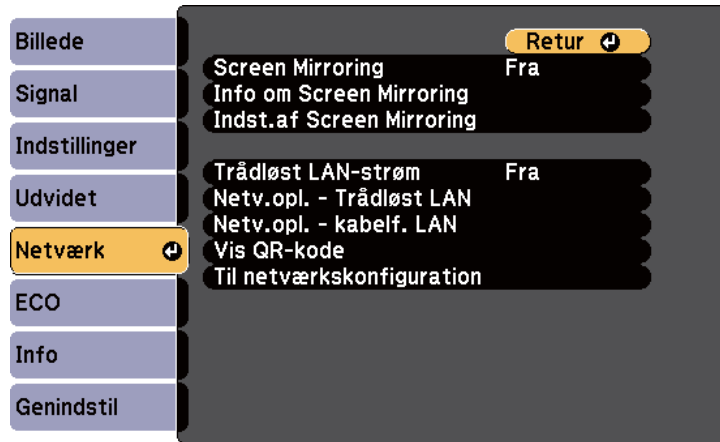 Billede
Signal
Indstillinger
Udvidet
Netværk
ECO
Info
Genindstil
Retur
Screen Mirroring Fra
Info om Screen Mirroring
Indst.af Screen Mirroring
Trådløst LAN-strøm Fra
Netv.opl. - Trådløst LAN
Netv.opl. - kabelf. LAN
Vis QR-kode
Til netværkskonfiguration